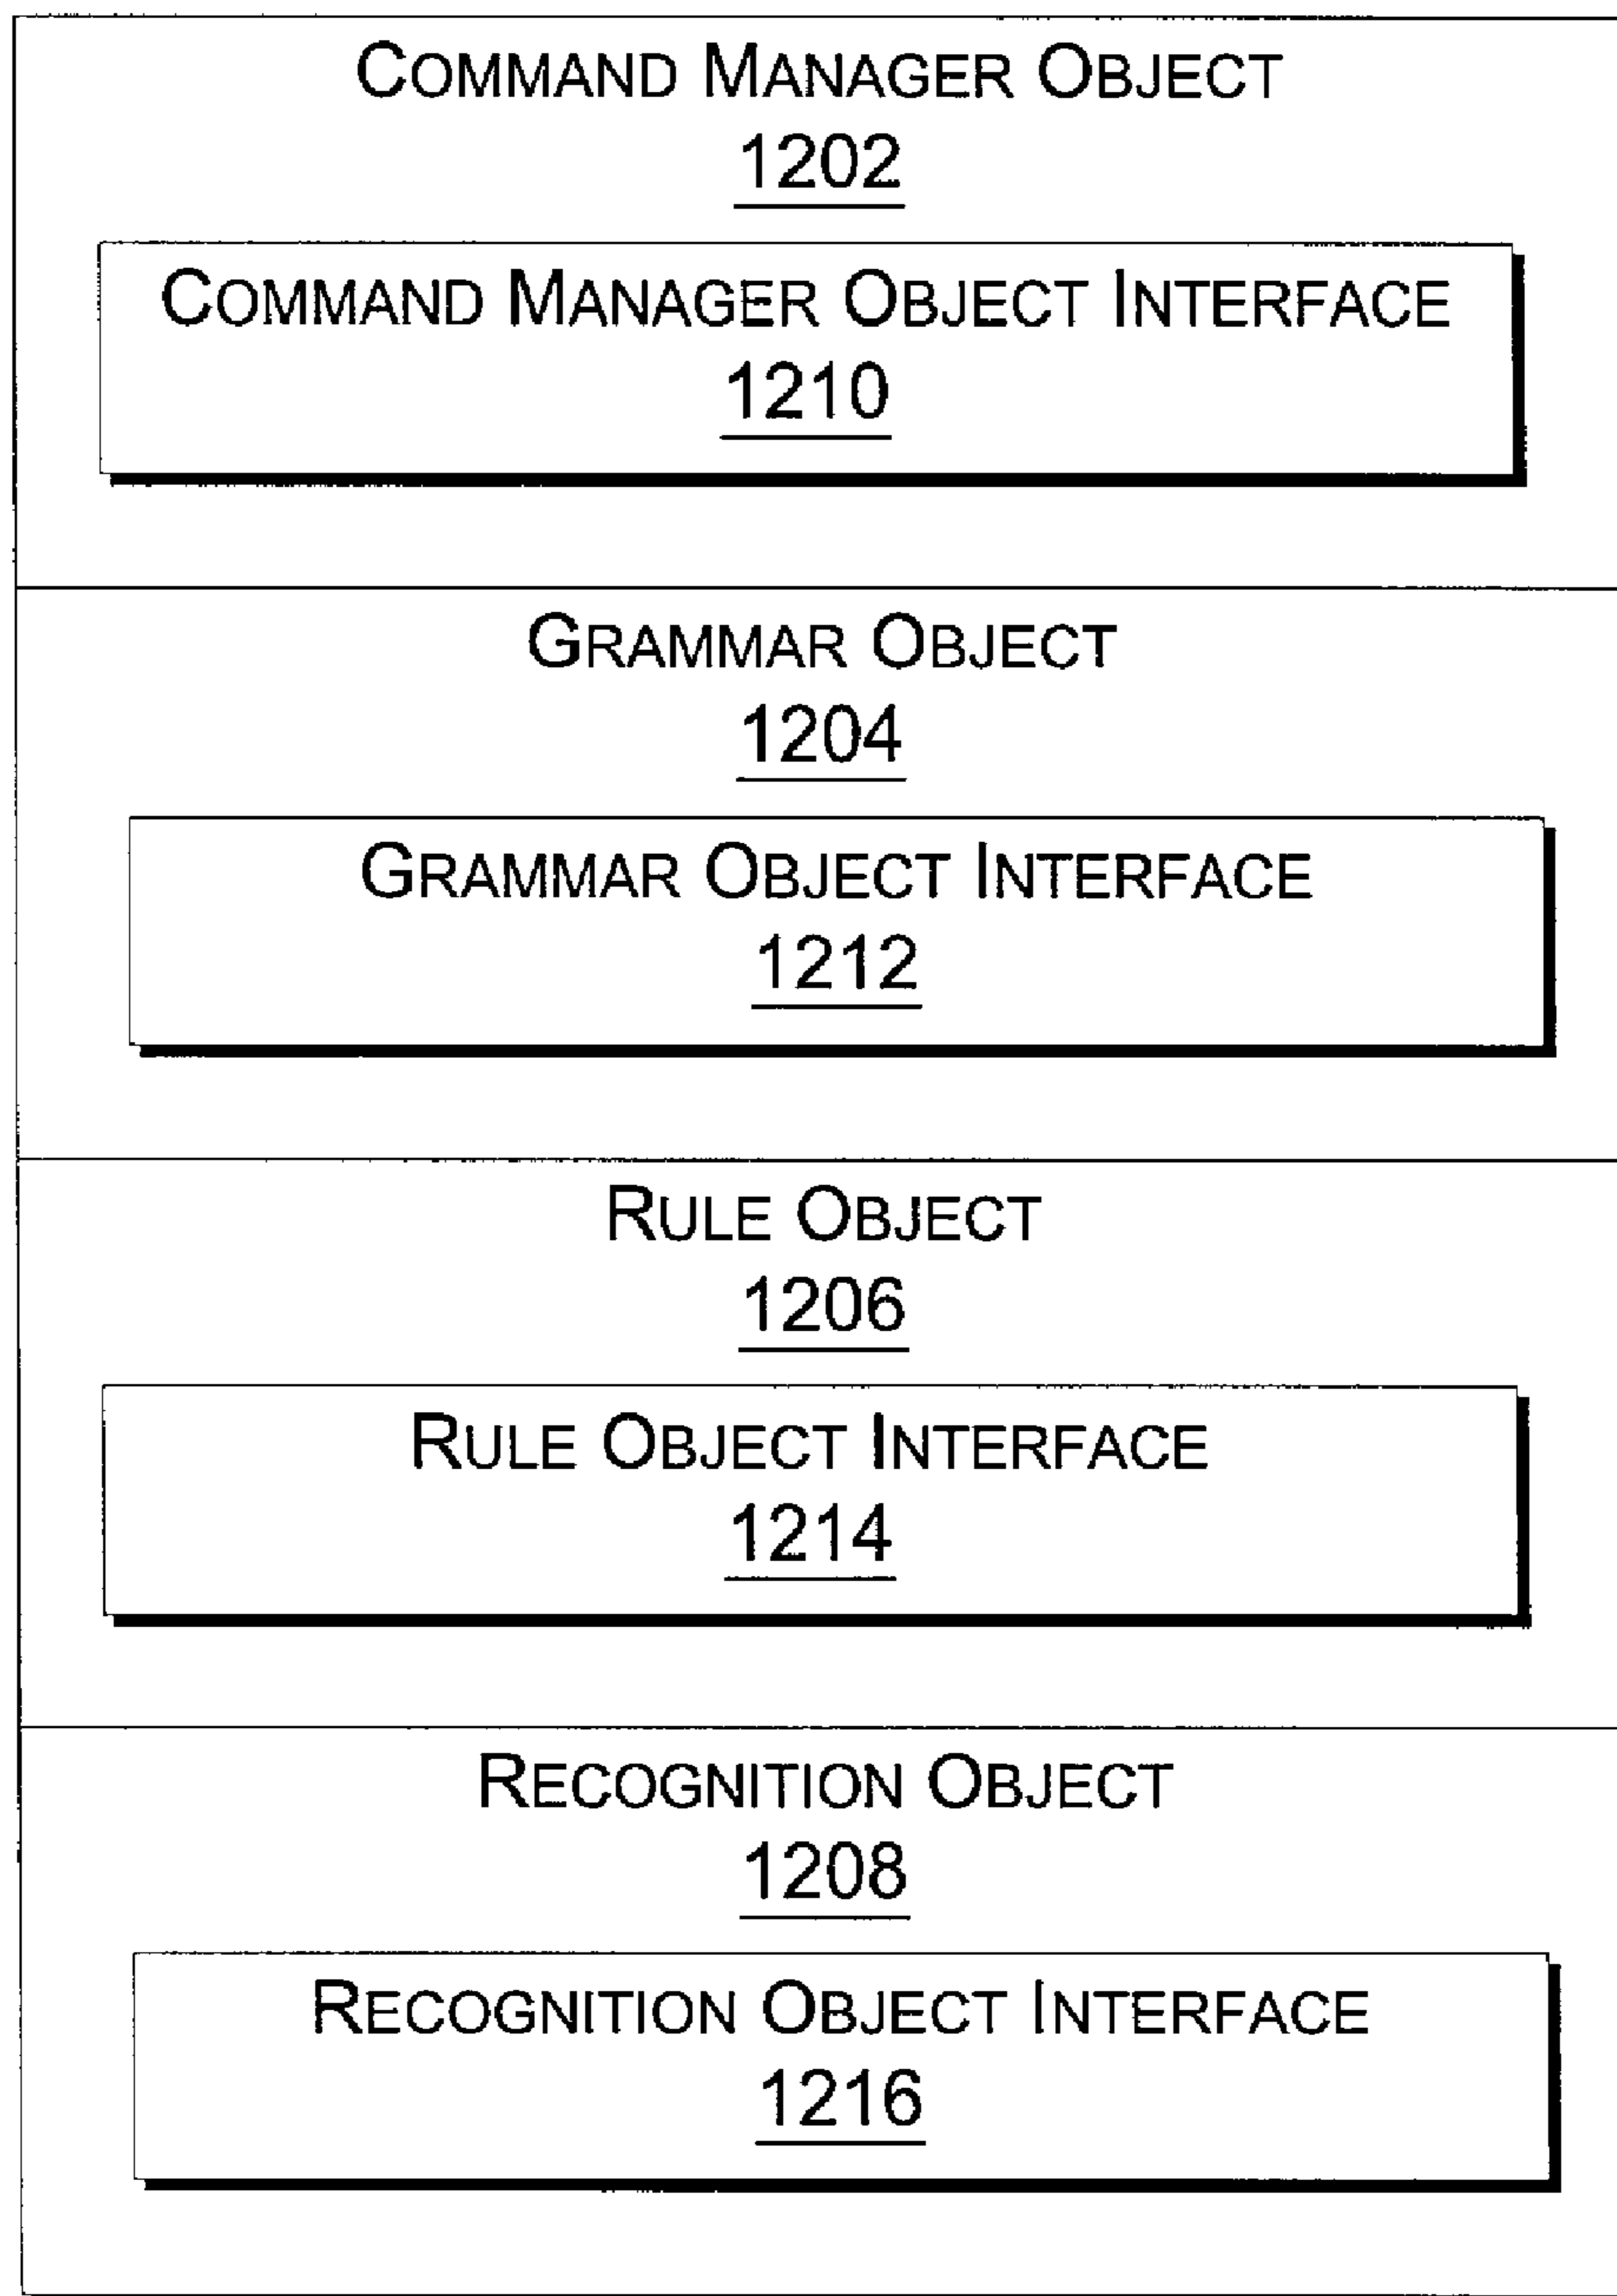 COMMAND MANAGER OBJECT
1202
COMMAND MANAGER OBJECT INTERFACE
1210
GRAMMAR OBJECT
1204
GRAMMAR OBJECT INTERFACE
1212
RULE OBJECT
1206
RULE OBJECT INTERFACE
1214
RECOGNITION OBJECT
1208
RECOGNITION OBJECT INTERFACE
1216